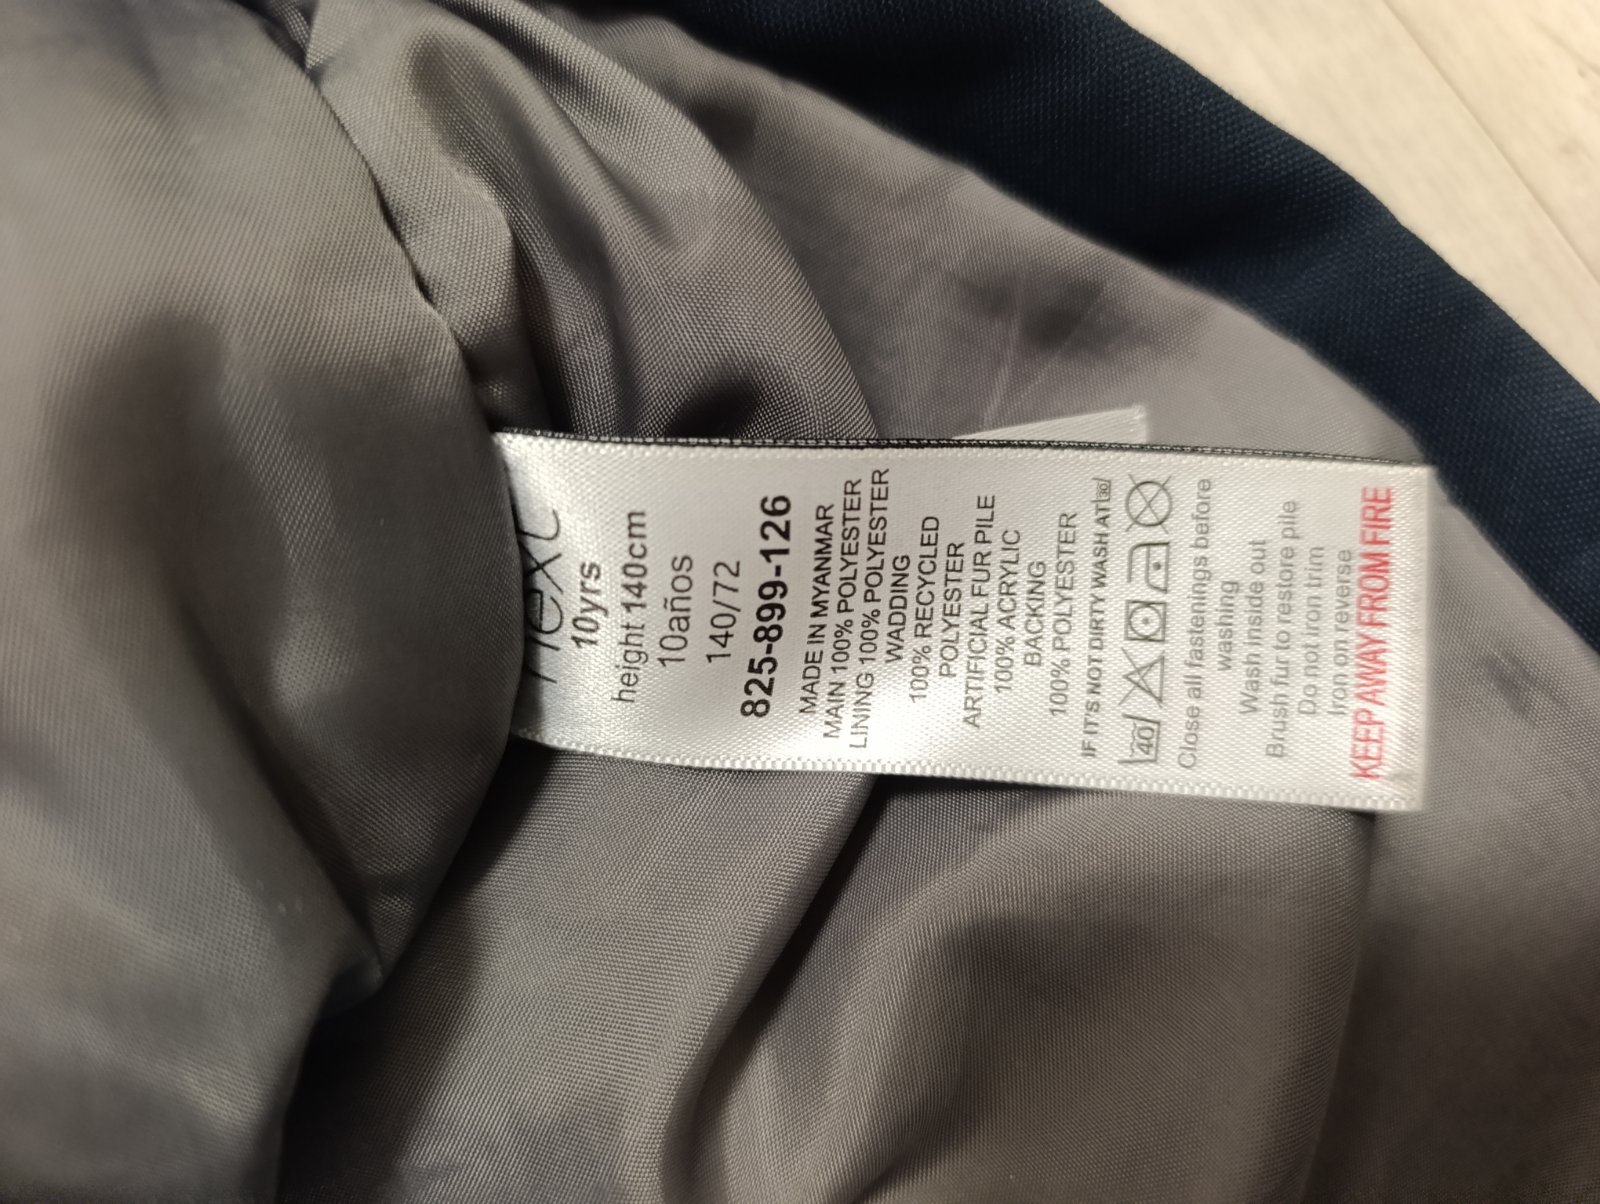 next
10yrs
height 140cm
10años
140/72
825-899-126
MADE IN MYANMAR
MAIN 100% POLYESTER
LINING 100% POLYESTER
WADDING
100% RECYCLED
POLYESTER
ARTIFICIAL FUR PILE
100% ACRYLIC
BACKING
100% POLYESTER
IF IT'S NOT DIRTY WASH AT 30
40
Close all fastenings before
washing
Wash inside out
Brush fur to restore pile
Do not iron trim
Iron on reverse
KEEP AWAY FROM FIRE